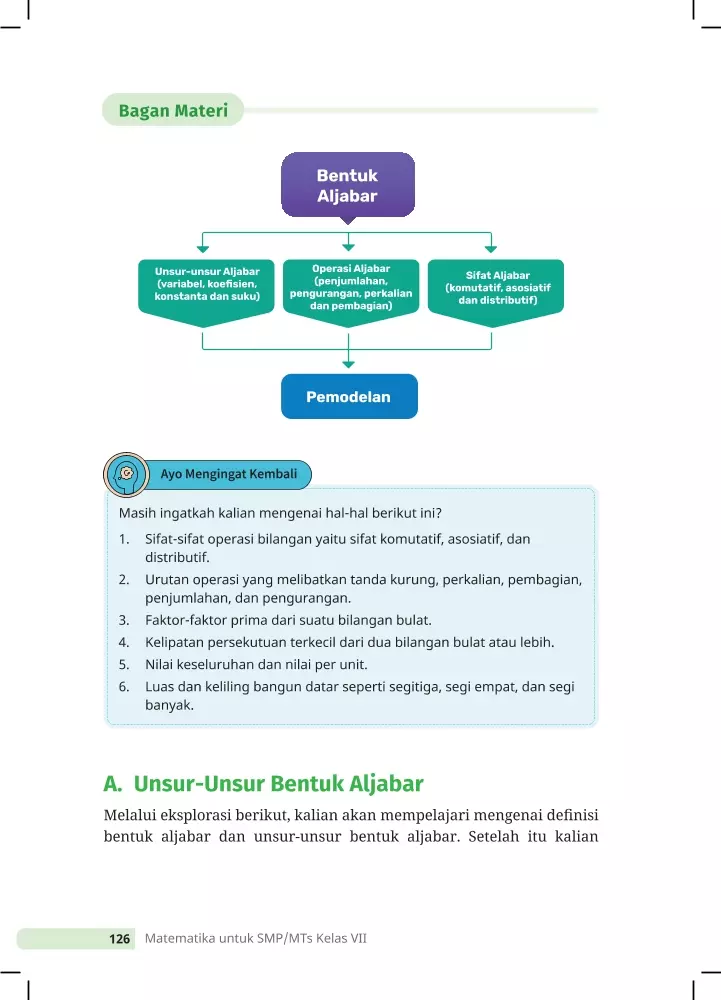 Bagan Materi
Bentuk
Aljabar
Unsur-unsur Aljabar
(variabel, koefisien,
konstanta dan suku)
Operasi Aljabar
(penjumlahan,
pengurangan, perkalian
dan pembagian)
Sifat Aljabar
(komutatif, asosiatif
dan distributif)
Pemodelan
Ayo Mengingat Kembali
Masih ingatkah kalian mengenai hal-hal berikut ini?
1. Sifat-sifat operasi bilangan yaitu sifat komutatif, asosiatif, dan
distributif.
2. Urutan operasi yang melibatkan tanda kurung, perkalian, pembagian,
penjumlahan, dan pengurangan.
3. Faktor-faktor prima dari suatu bilangan bulat.
4. Kelipatan persekutuan terkecil dari dua bilangan bulat atau lebih.
5. Nilai keseluruhan dan nilai per unit.
6. Luas dan keliling bangun datar seperti segitiga, segi empat, dan segi
banyak.
A. Unsur-Unsur Bentuk Aljabar
Melalui eksplorasi berikut, kalian akan mempelajari mengenai definisi
bentuk aljabar dan unsur-unsur bentuk aljabar. Setelah itu kalian
126 Matematika untuk SMP/MTs Kelas VII